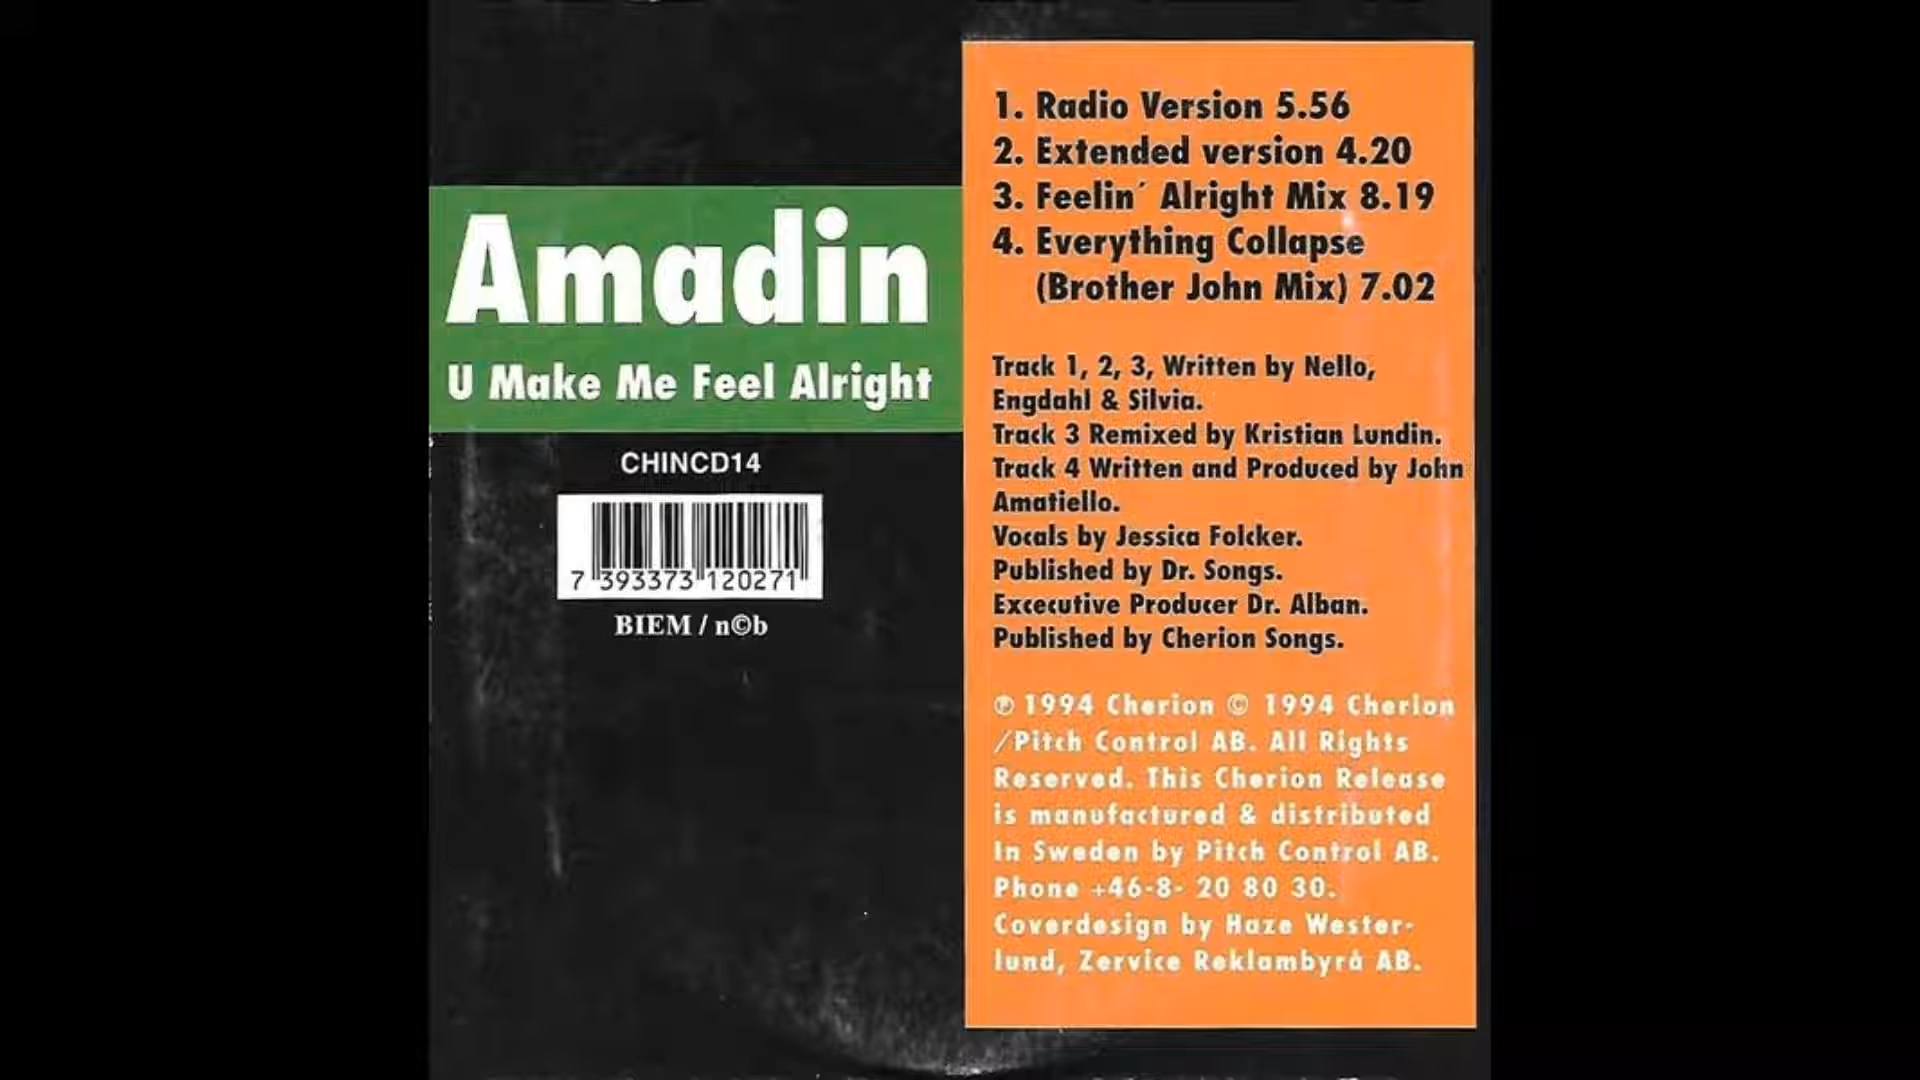 Amadin
U Make Me Feel Alright
CHINCD14
7 393373 120271
BIEM / n©b
1. Radio Version 5.56
2. Extended version 4.20
3. Feelin´ Alright Mix 8.19
4. Everything Collapse
(Brother John Mix) 7.02
Track 1, 2, 3, Written by Nello,
Engdahl & Silvia.
Track 3 Remixed by Kristian Lundin.
Track 4 Written and Produced by John
Amatiello.
Vocals by Jessica Folcker.
Published by Dr. Songs.
Excecutive Producer Dr. Alban.
Published by Cherion Songs.
℗ 1994 Cherion © 1994 Cherion
/Pitch Control AB. All Rights
Reserved. This Cherion Release
is manufactured & distributed
In Sweden by Pitch Control AB.
Phone +46-8- 20 80 30.
Coverdesign by Haze Wester-
lund, Zervice Reklambyrå AB.